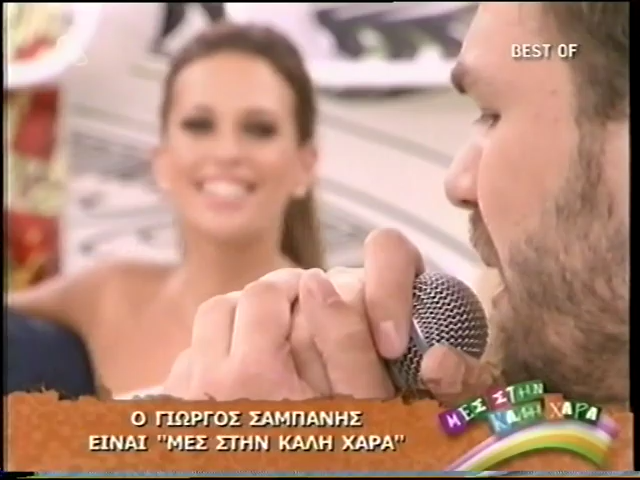 BEST OF
Ο ΓΙΩΡΓΟΣ ΣΑΜΠΑΝΗΣ
ΕΙΝΑΙ "ΜΕΣ ΣΤΗΝ ΚΑΛΗ ΧΑΡΑ"
ΜΕΣ ΣΤΗΝ
ΚΑΛΗ ΧΑΡΑ